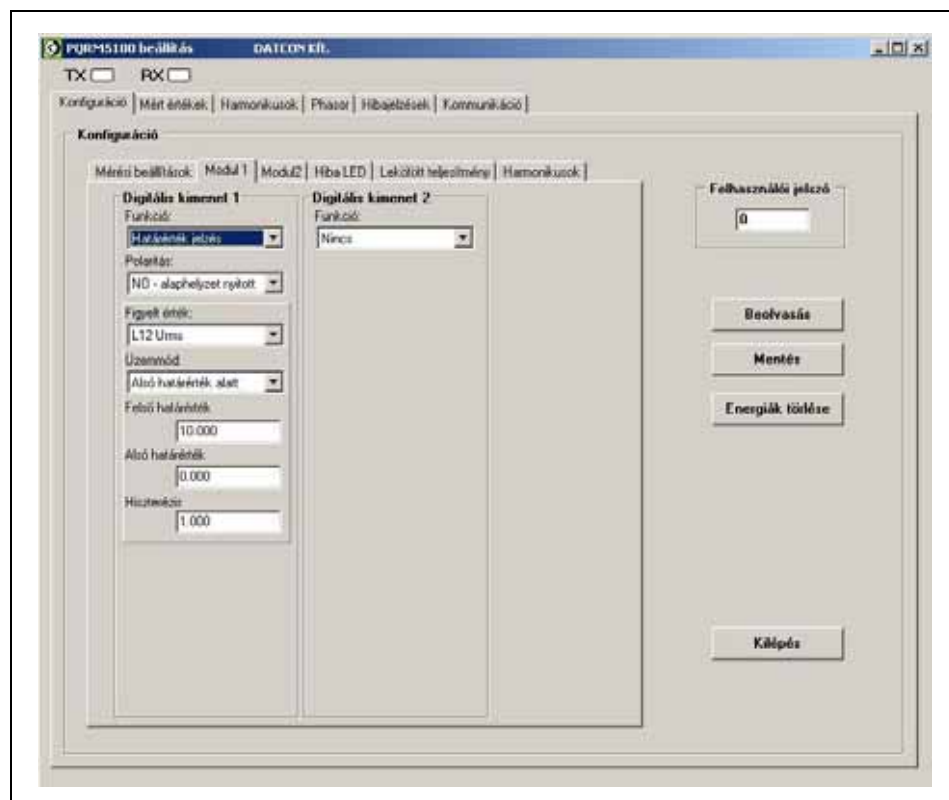 PQRM5100 beállítás DATCON Kft.
TX RX
Konfiguráció Mért értékek Harmonikusok Phasor Hibajelzések Kommunikáció
Konfiguráció
Mérési beállítások Modul 1 Modul2 Hiba LED Lekötött teljesítmény Harmonikusok
Digitális kimenet 1 Digitális kimenet 2
Funkció: Funkció:
Határérték jelzés Nincs
Polaritás:
NO - alaphelyzet nyitott
Figyelt érték:
L12 Urms
Üzemmód
Alsó határérték alatt
Felső határérték
10.000
Alsó határérték
0.000
Hiszterézis
1.000
Felhasználói jelszó
0
Beolvasás
Mentés
Energiák törlése
Kilépés